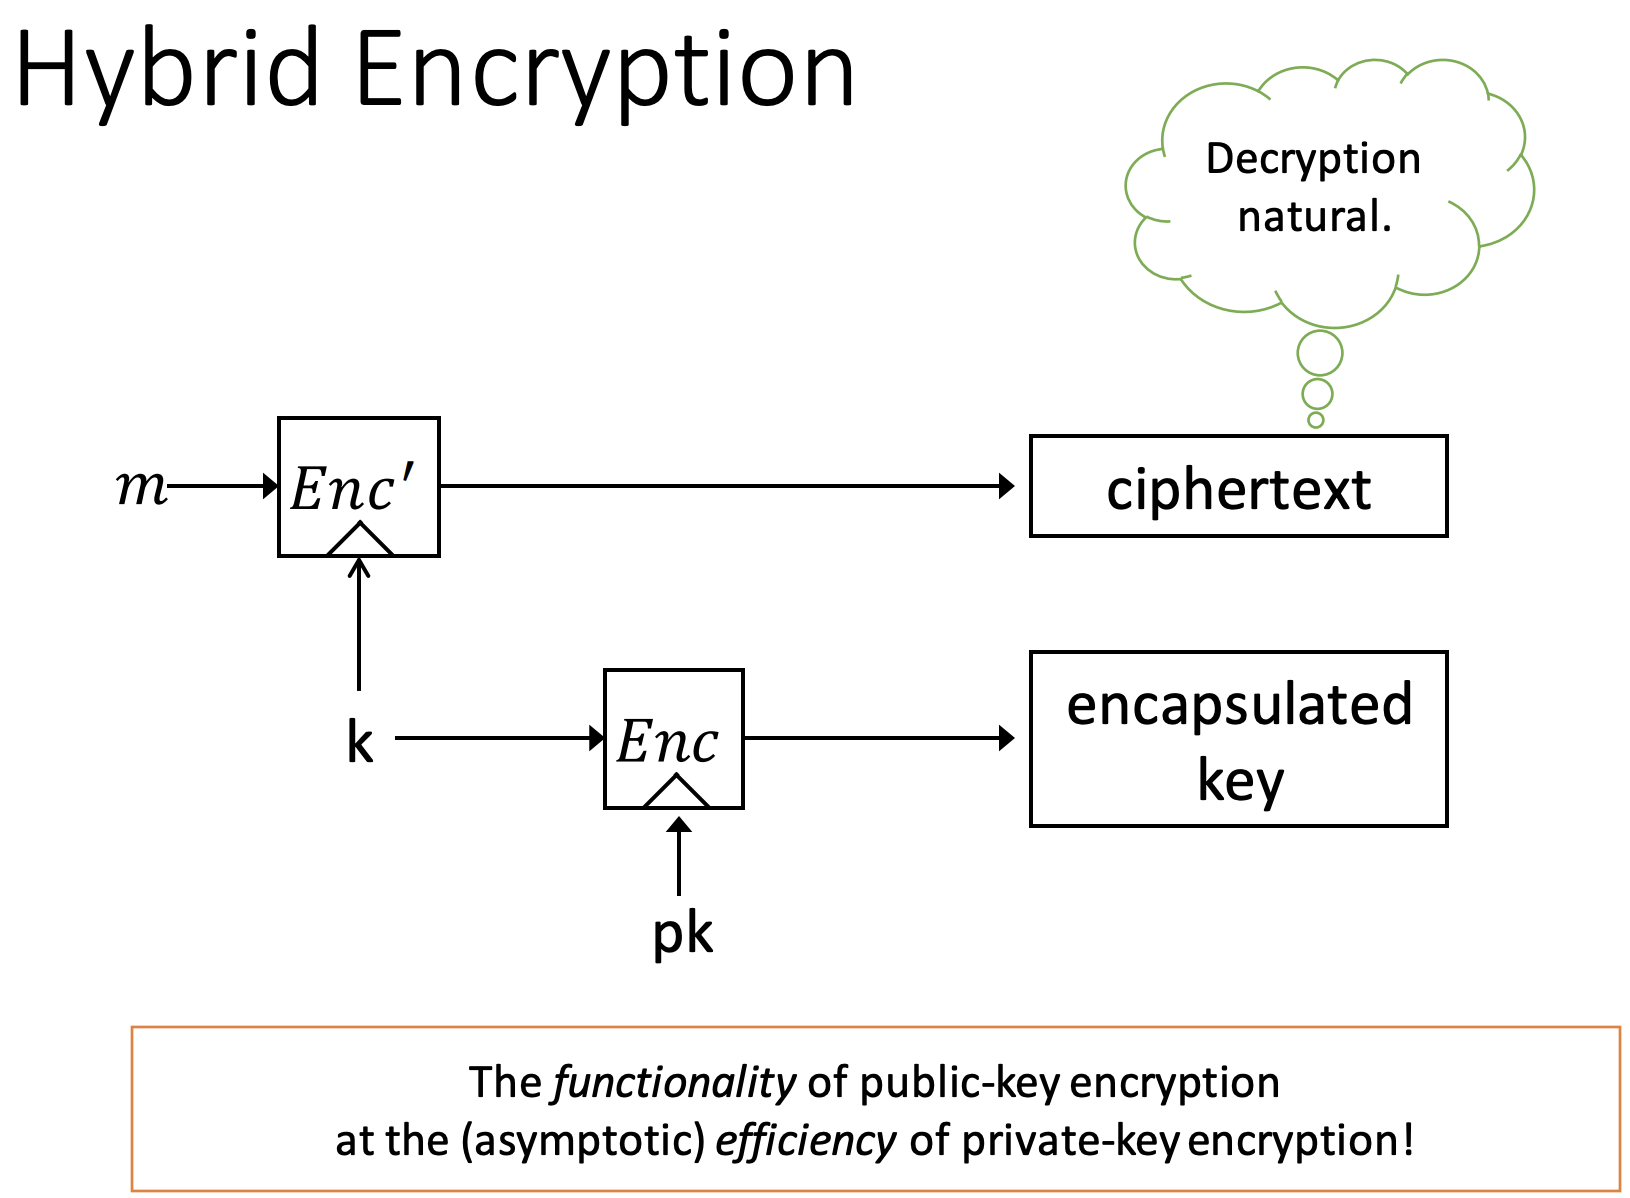 Hybrid Encryption
Decryption
natural.
m
Enc′
ciphertext
k
Enc
encapsulated
key
pk
The functionality of public-key encryption
at the (asymptotic) efficiency of private-key encryption!